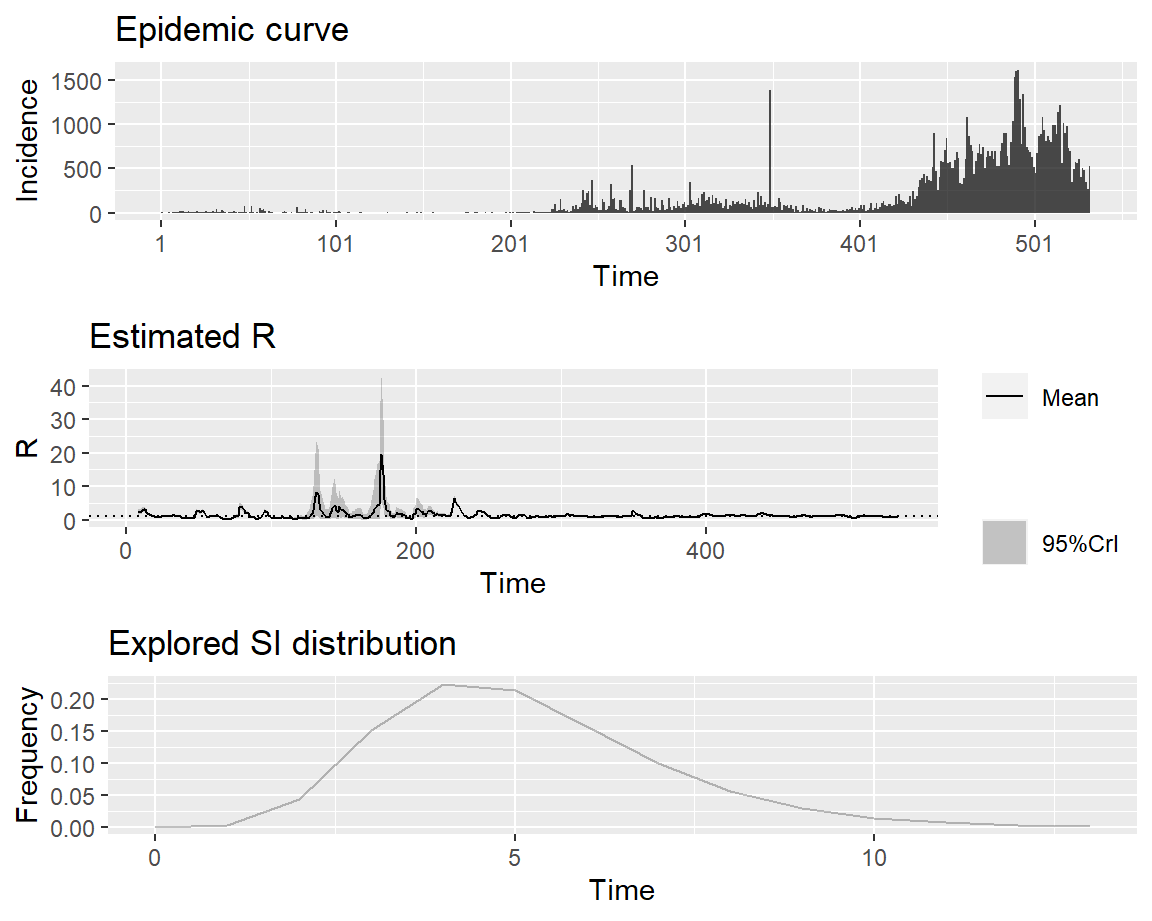 Epidemic curve
Incidence
1500
1000
500
0
1 101 201 301 401 501
Time
Estimated R
R
40
30
20
10
0
0 200 400
Time
Mean
95%CrI
Explored SI distribution
Frequency
0.20
0.15
0.10
0.05
0.00
0 5 10
Time